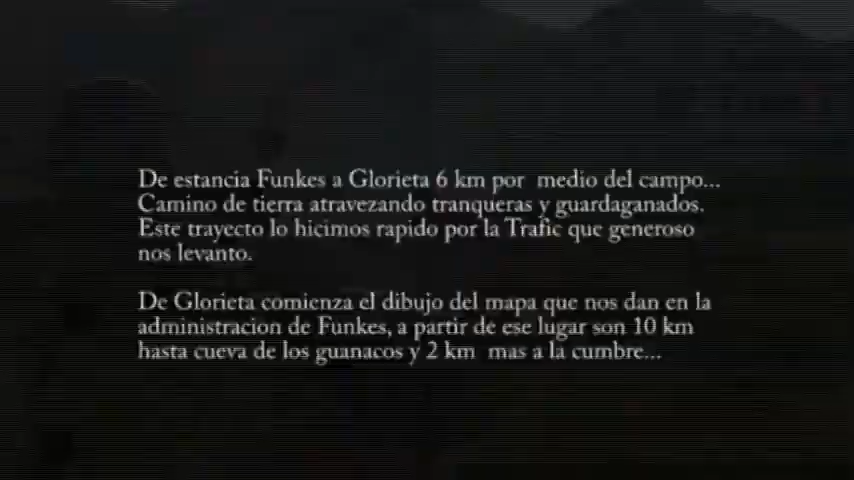 De estancia Funkes a Glorieta 6 km por medio del campo...
Camino de tierra atravezando tranqueras y guardaganados.
Este trayecto lo hicimos rapido por la Trafic que generoso
nos levanto.
De Glorieta comienza el dibujo del mapa que nos dan en la
administracion de Funkes, a partir de ese lugar son 10 km
hasta cueva de los guanacos y 2 km mas a la cumbre...